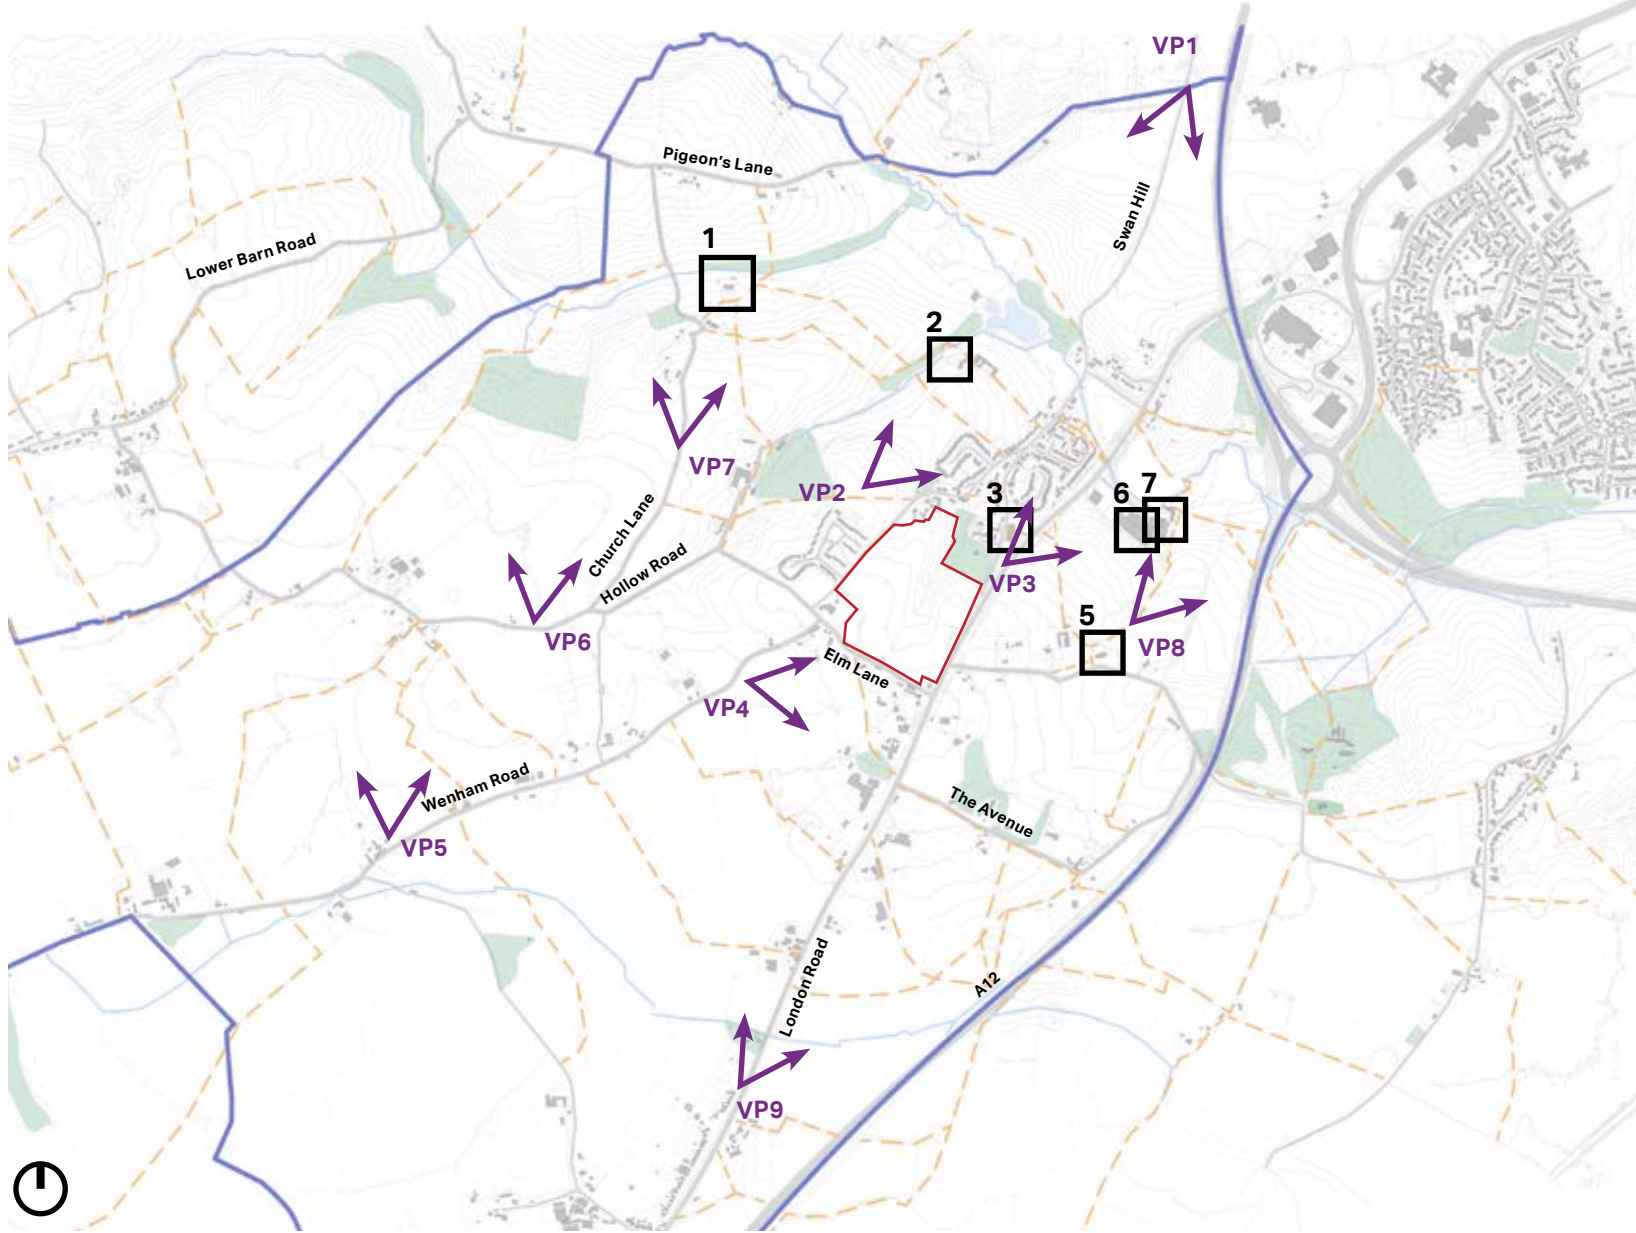 VP1
Pigeon's Lane
Swan Hill
Lower Barn Road
1
2
VP7
VP2
3
6
7
Church Lane
Hollow Road
VP3
5
VP6
VP8
Elm Lane
VP4
Wenham Road
The Avenue
VP5
London Road
A12
VP9